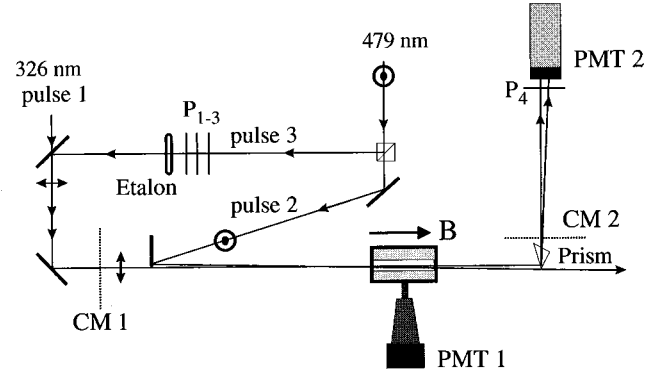 479 nm
326 nm
pulse 1
P1-3
pulse 3
Etalon
pulse 2
B
CM 1
PMT 1
PMT 2
P4
CM 2
Prism